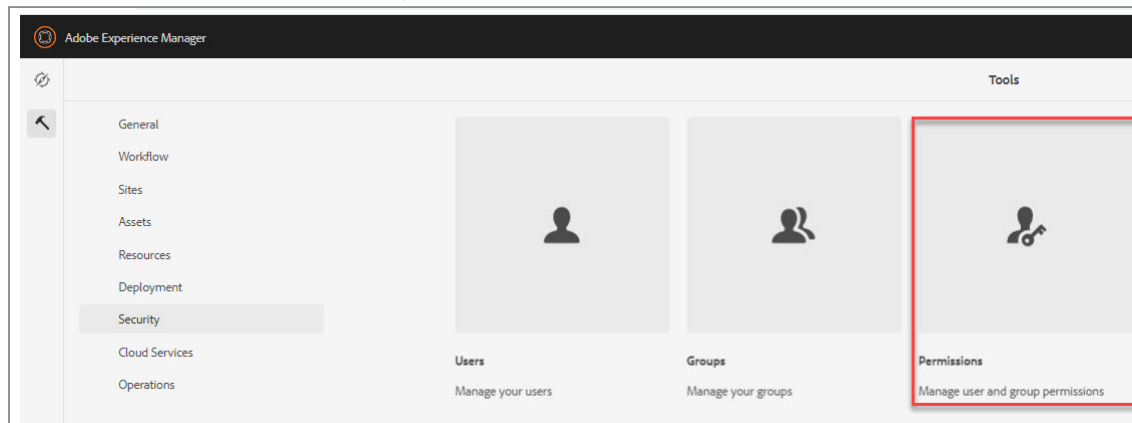 Adobe Experience Manager
Tools
General
Workflow
Sites
Assets
Resources
Deployment
Security
Cloud Services
Operations
Users
Manage your users
Groups
Manage your groups
Permissions
Manage user and group permissions